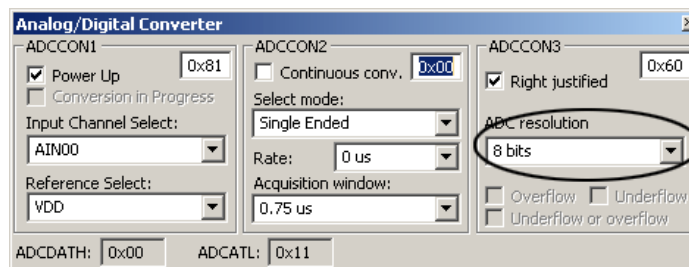 Analog/Digital Converter
ADCCON1
0x81
Power Up
Conversion in Progress
Input Channel Select:
AIN00
Reference Select:
VDD
ADCCON2
Continuous conv.
0x00
Select mode:
Single Ended
Rate:
0 us
Acquisition window:
0.75 us
ADCCON3
0x60
Right justified
ADC resolution
8 bits
Overflow
Underflow
Underflow or overflow
ADCDATH:
0x00
ADCATL:
0x11